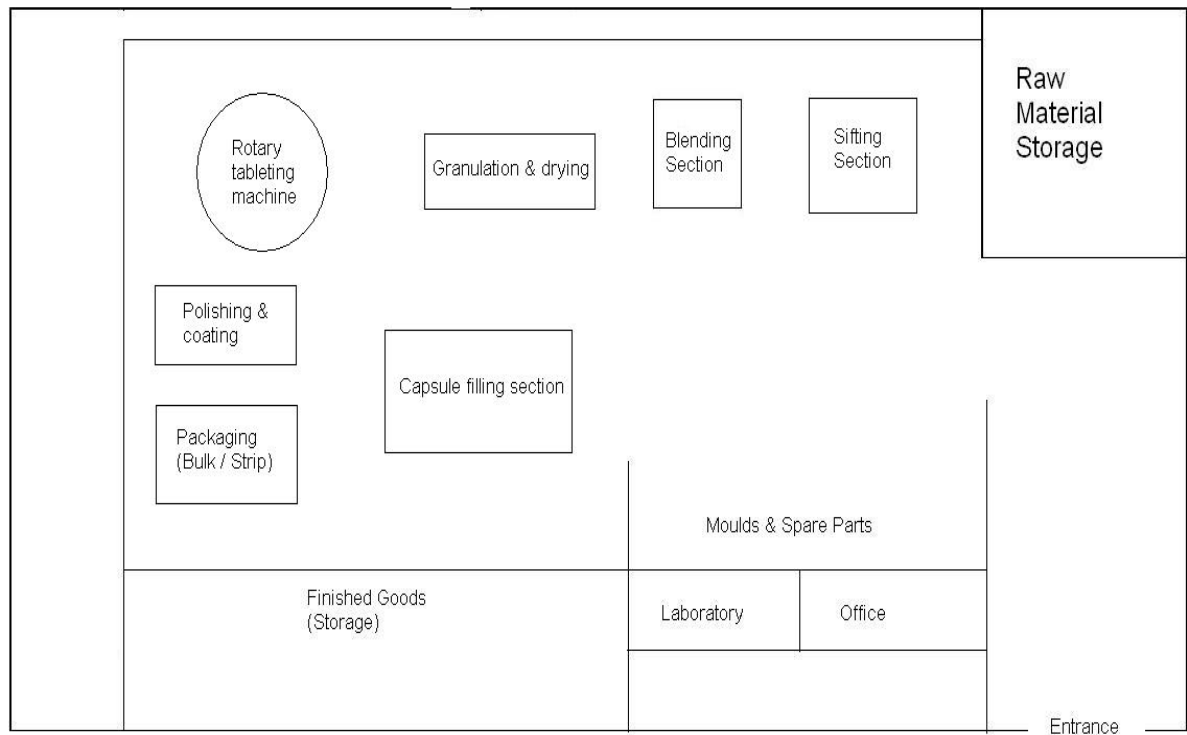 Raw
Material
Storage
Rotary
tableting
machine
Granulation & drying
Blending
Section
Sifting
Section
Polishing &
coating
Capsule filling section
Packaging
(Bulk / Strip)
Moulds & Spare Parts
Finished Goods
(Storage)
Laboratory
Office
Entrance